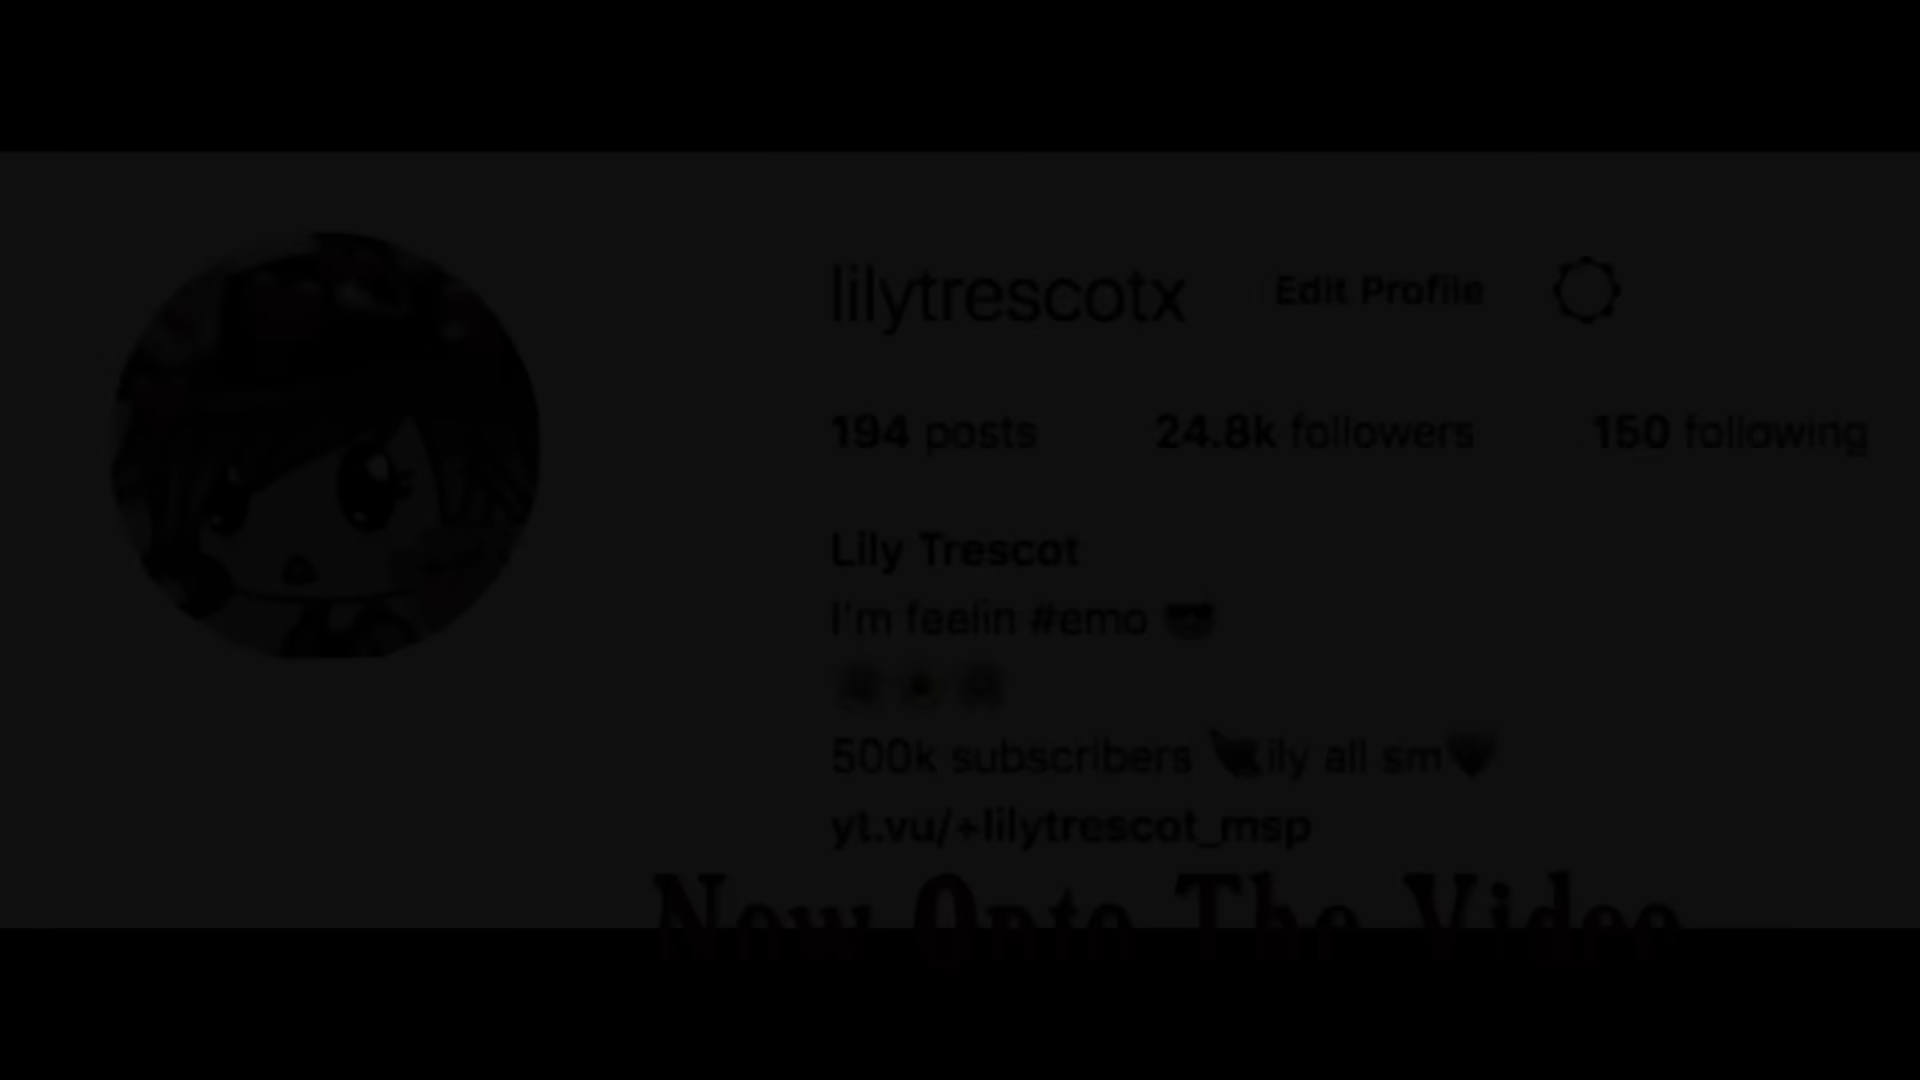 lilytrescotx Edit Profile
194 posts 24.8k followers 150 following
Lily Trescot
I'm feelin #emo 😎
500k subscribers ily all sm
yt.vu/+lilytrescot_msp
Now Onto The Video